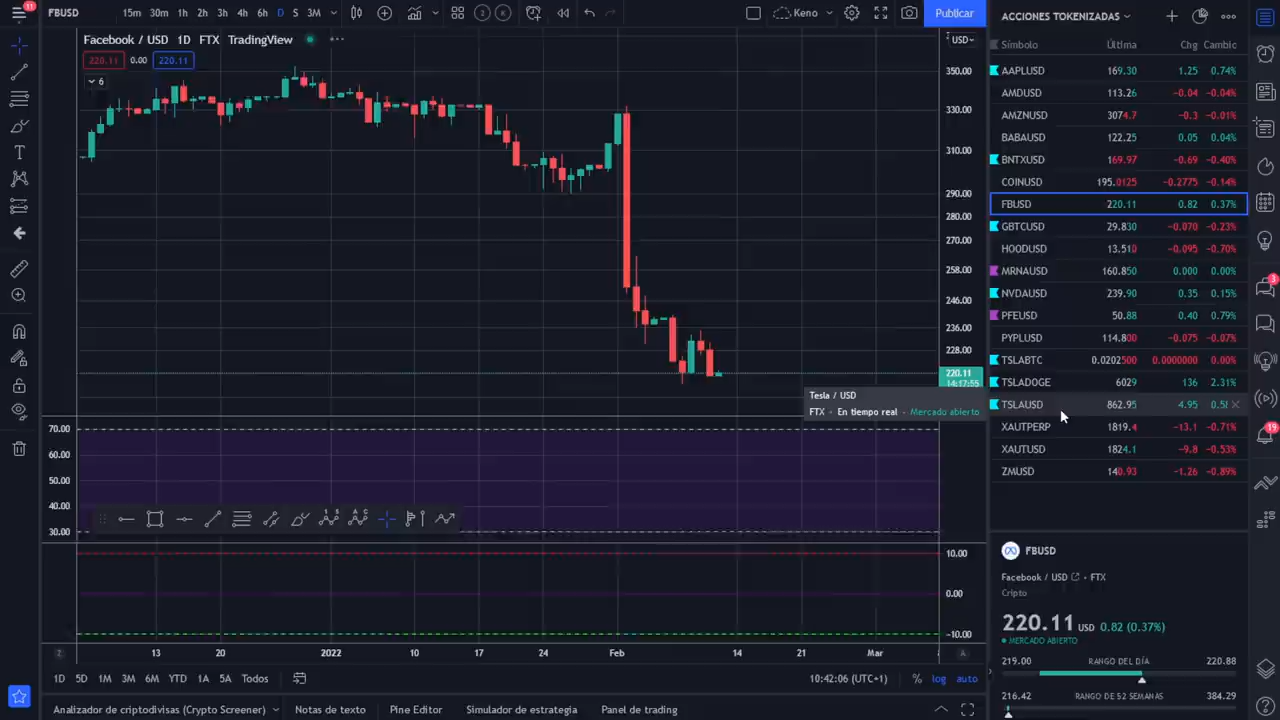 11
FBUSD
15m 30m 1h 2h 3h 4h 6h D S 3M
2 K
Keno
Publicar
Facebook / USD 1D FTX TradingView
220.11 0.00 220.11
6
USD
350.00
330.00
310.00
290.00
280.00
270.00
258.00
246.00
236.00
228.00
220.11
14:17:55
70.00
60.00
50.00
40.00
30.00
10.00
0.00
-10.00
13 20 2022 10 17 24 Feb 14 21 Mar
Z A
1D 5D 1M 3M 6M YTD 1A 5A Todos
10:42:06 (UTC+1) % log auto
Analizador de criptodivisas (Crypto Screener) Notas de texto Pine Editor Simulador de estrategia Panel de trading
Tesla / USD
FTX • En tiempo real • Mercado abierto
ACCIONES TOKENIZADAS
Símbolo Última Chg Cambio
AAPLUSD 169.30 1.25 0.74%
AMDUSD 113.26 -0.04 -0.04%
AMZNUSD 3074.7 -0.3 -0.01%
BABAUSD 122.25 0.05 0.04%
BNTXUSD 169.97 -0.69 -0.40%
COINUSD 195.0125 -0.2775 -0.14%
FBUSD 220.11 0.82 0.37%
GBTCUSD 29.830 -0.070 -0.23%
HOODUSD 13.510 -0.095 -0.70%
MRNAUSD 160.850 0.000 0.00%
NVDAUSD 239.90 0.35 0.15%
PFEUSD 50.88 0.40 0.79%
PYPLUSD 114.800 -0.075 -0.07%
TSLABTC 0.0202500 0.0000000 0.00%
TSLADOGE 6029 136 2.31%
TSLAUSD 862.95 4.95
XAUTPERP 1819.4 -13.1 -0.71%
XAUTUSD 1824.1 -9.8 -0.53%
ZMUSD 140.93 -1.26 -0.89%
FBUSD
Facebook / USD • FTX
Cripto
220.11 USD 0.82 (0.37%)
• MERCADO ABIERTO
219.00 RANGO DEL DÍA 220.88
216.42 RANGO DE 52 SEMANAS 384.29
3
19